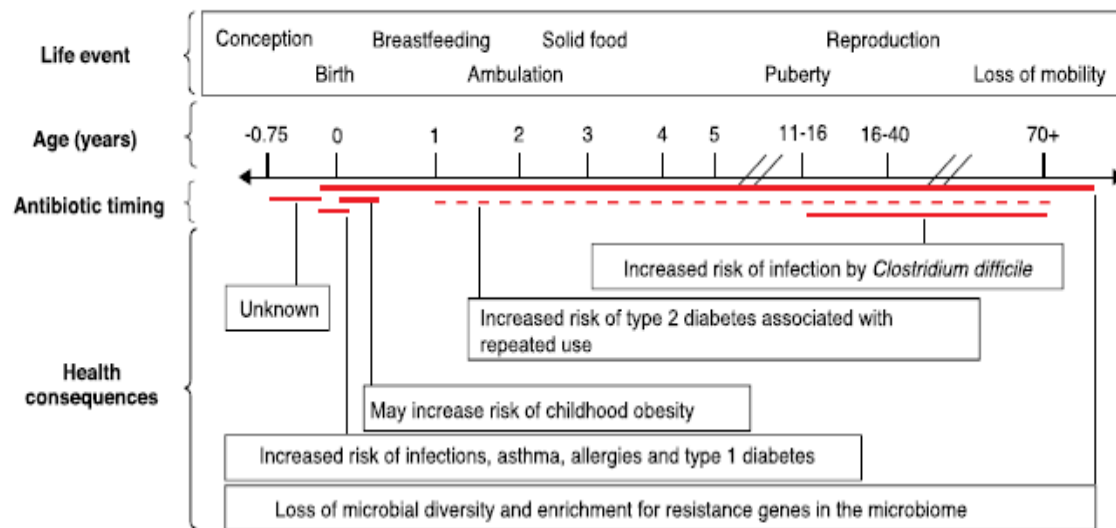 Conception Breastfeeding Solid food Reproduction
Life event
Birth Ambulation Puberty Loss of mobility
Age (years)
-0.75 0 1 2 3 4 5 11-16 16-40 70+
Antibiotic timing
Increased risk of infection by Clostridium difficile
Unknown
Increased risk of type 2 diabetes associated with
repeated use
Health
consequences
May increase risk of childhood obesity
Increased risk of infections, asthma, allergies and type 1 diabetes
Loss of microbial diversity and enrichment for resistance genes in the microbiome